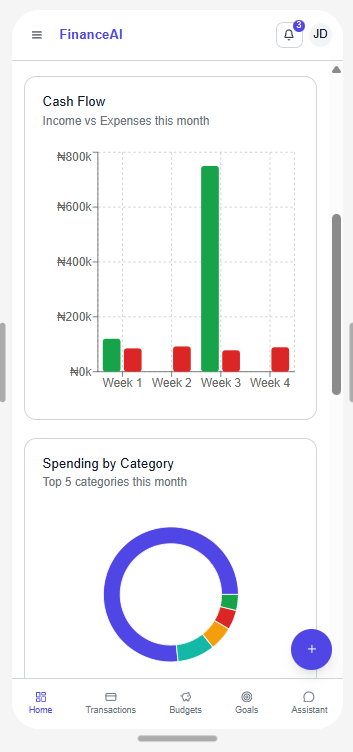 FinanceAI
3
JD
Cash Flow
Income vs Expenses this month
₦800k
₦600k
₦400k
₦200k
₦0k
Week 1 Week 2 Week 3 Week 4
Spending by Category
Top 5 categories this month
+
Home Transactions Budgets Goals Assistant